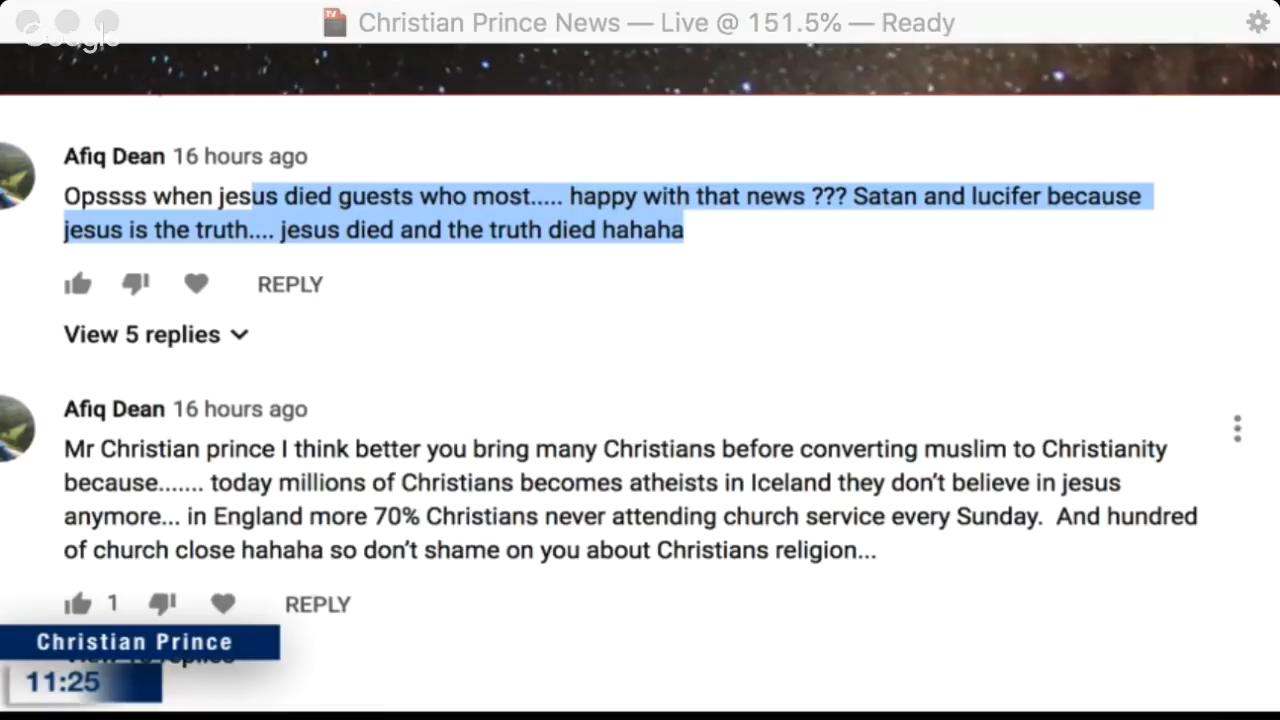 Christian Prince News — Live @ 151.5% — Ready
Google
Afiq Dean 16 hours ago
Opssss when jesus died guests who most..... happy with that news ??? Satan and lucifer because
jesus is the truth.... jesus died and the truth died hahaha
REPLY
View 5 replies
Afiq Dean 16 hours ago
Mr Christian prince I think better you bring many Christians before converting muslim to Christianity
because....... today millions of Christians becomes atheists in Iceland they don't believe in jesus
anymore... in England more 70% Christians never attending church service every Sunday.  And hundred
of church close hahaha so don't shame on you about Christians religion...
1 REPLY
Christian Prince
replies
11:25